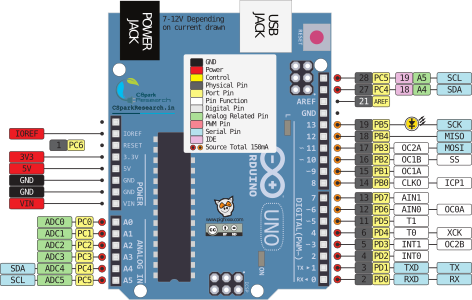 POWER JACK
7-12V Depending
on current drawn
USB JACK
RESET
GND
Power
Control
Physical Pin
Port Pin
Pin Function
Digital Pin
Analog Related Pin
PWM Pin
Serial Pin
IDE
Source Total 150mA
CSpark
Research
CSparkResearch.in
IOREF
1 PC6
3V3
5V
GND
GND
VIN
IOREF
RESET
3.3V
5V
GND
GND
VIN
POWER
A0
A1
A2
A3
A4
A5
ANALOG IN
ADC0 PC0
ADC1 PC1
ADC2 PC2
ADC3 PC3
SDA ADC4 PC4
SCL ADC5 PC5
AREF
GND
13
12
~11
~10
~9
8
7
~6
~5
4
~3
2
TX 1
RX 0
DIGITAL(PWM~)
ARDUINO
UNO
ON
L
www.pighixxx.com
28 PC5 19 A5 SCL
27 PC4 18 A4 SDA
21 AREF
19 PB5 SCK
18 PB4 MISO
17 PB3 OC2A MOSI
16 PB2 OC1B SS
15 PB1 OC1A
14 PB0 CLKO ICP1
13 PD7 AIN1
12 PD6 AIN0 OC0A
11 PD5 T1
6 PD4 T0 XCK
5 PD3 INT1 OC2B
4 PD2 INT0
3 PD1 TXD TX
2 PD0 RXD RX